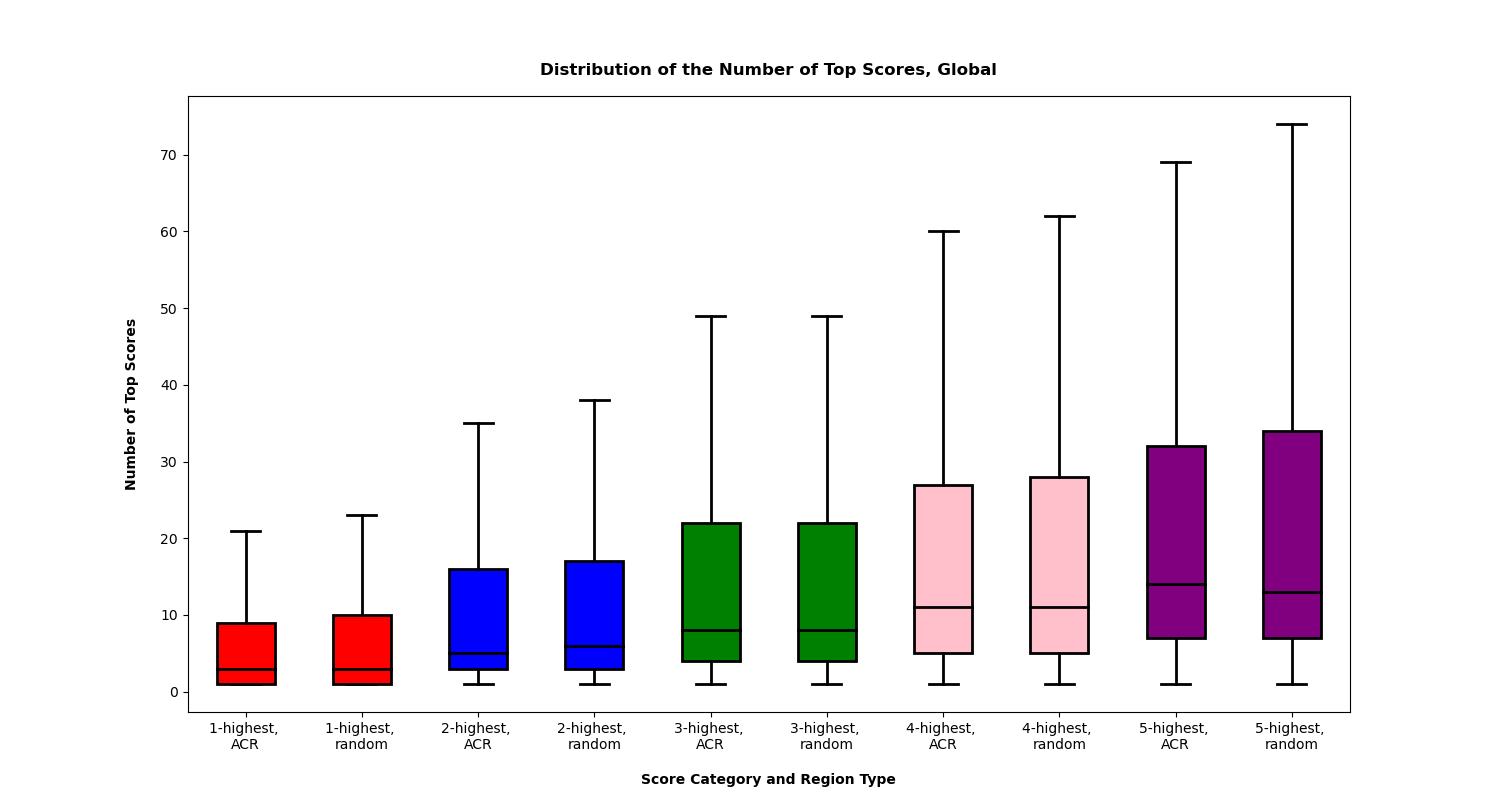 Distribution of the Number of Top Scores, Global
Number of Top Scores
70
60
50
40
30
20
10
0
1-highest,
ACR
1-highest,
random
2-highest,
ACR
2-highest,
random
3-highest,
ACR
3-highest,
random
4-highest,
ACR
4-highest,
random
5-highest,
ACR
5-highest,
random
Score Category and Region Type